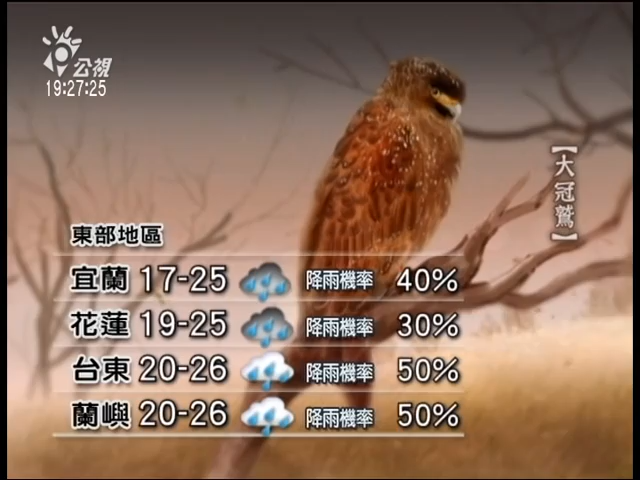 公視
19:27:25
【大冠鷲】
東部地區
宜蘭 17-25 降雨機率 40%
花蓮 19-25 降雨機率 30%
台東 20-26 降雨機率 50%
蘭嶼 20-26 降雨機率 50%